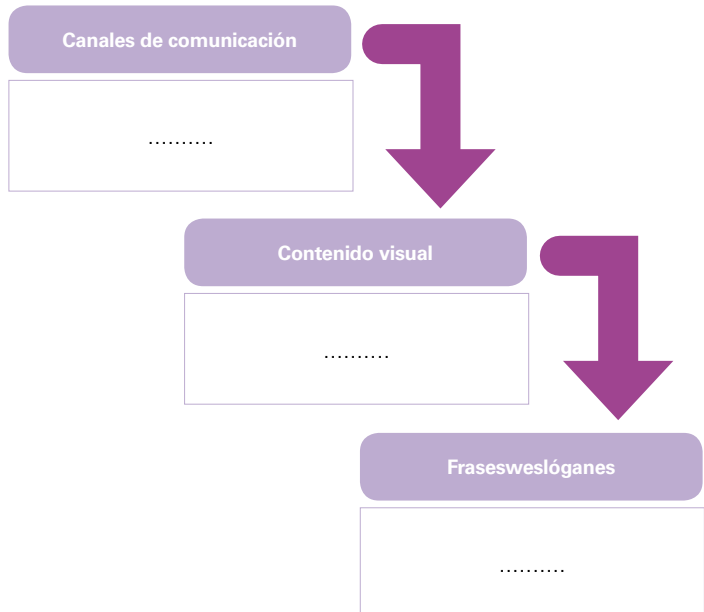 Canales de comunicación
..........
Contenido visual
..........
Frasesweslóganes
..........